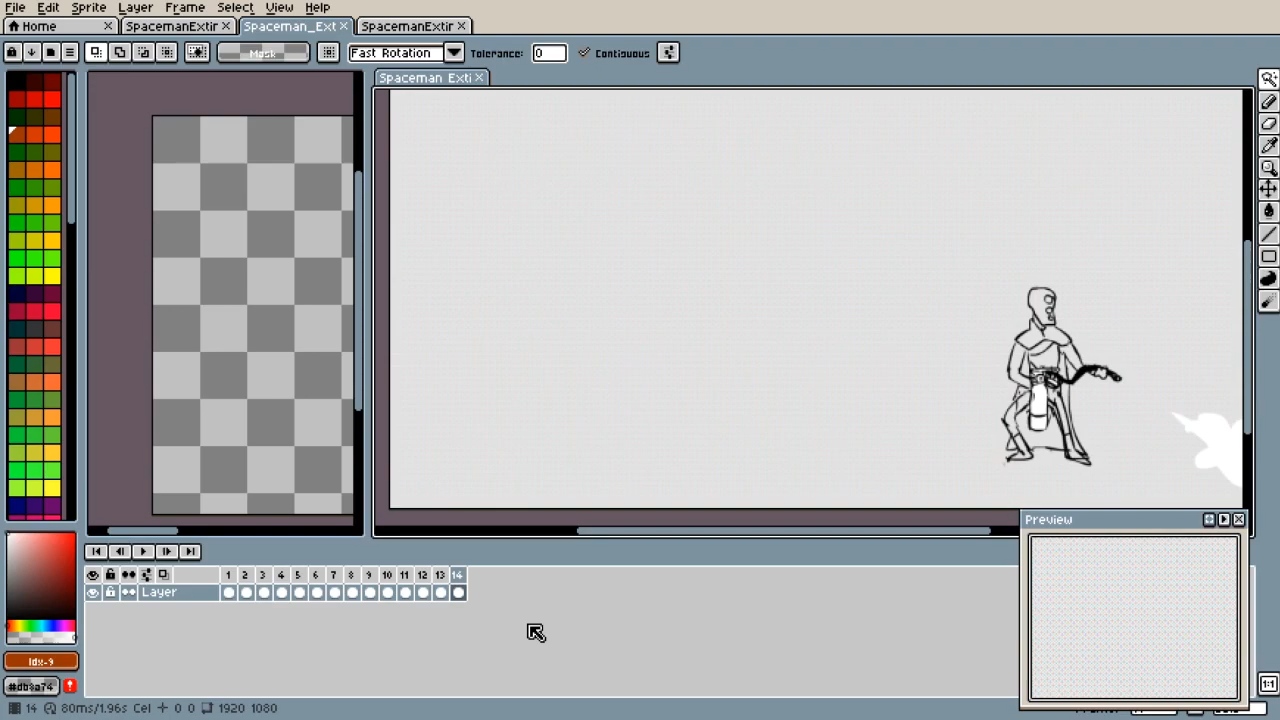 File Edit Sprite Layer Frame Select View Help
Home SpacemanExtir Spaceman_Ext SpacemanExtir
Mask Fast Rotation Tolerance: 0 Contiguous
Spaceman Exti
Preview
1 2 3 4 5 6 7 8 9 10 11 12 13 14
Layer
Idx-9
1:1
14 80ms/1.96s Cel 0 0 1920 1080